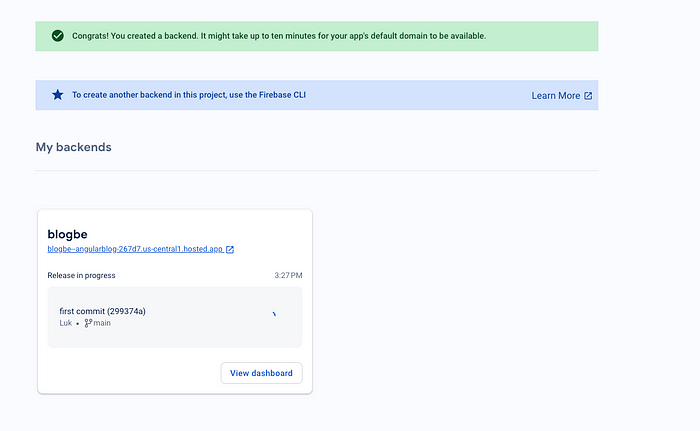 Congrats! You created a backend. It might take up to ten minutes for your app's default domain to be available.
To create another backend in this project, use the Firebase CLI
Learn More
My backends
blogbe
blogbe--angularblog-267d7.us-central1.hosted.app
Release in progress 3:27 PM
first commit (299374a)
Luk • main
View dashboard